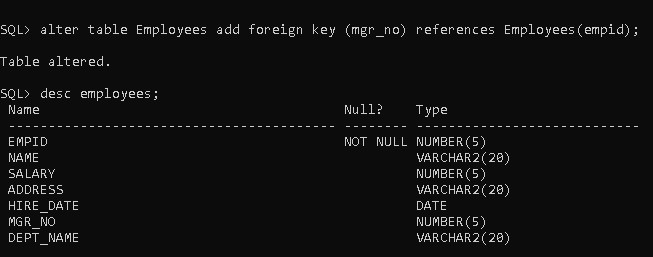 SQL> alter table Employees add foreign key (mgr_no) references Employees(empid);
Table altered.
SQL> desc employees;
Name Null? Type
----------------------------------------- -------- ----------------------------
EMPID NOT NULL NUMBER(5)
NAME VARCHAR2(20)
SALARY NUMBER(5)
ADDRESS VARCHAR2(20)
HIRE_DATE DATE
MGR_NO NUMBER(5)
DEPT_NAME VARCHAR2(20)